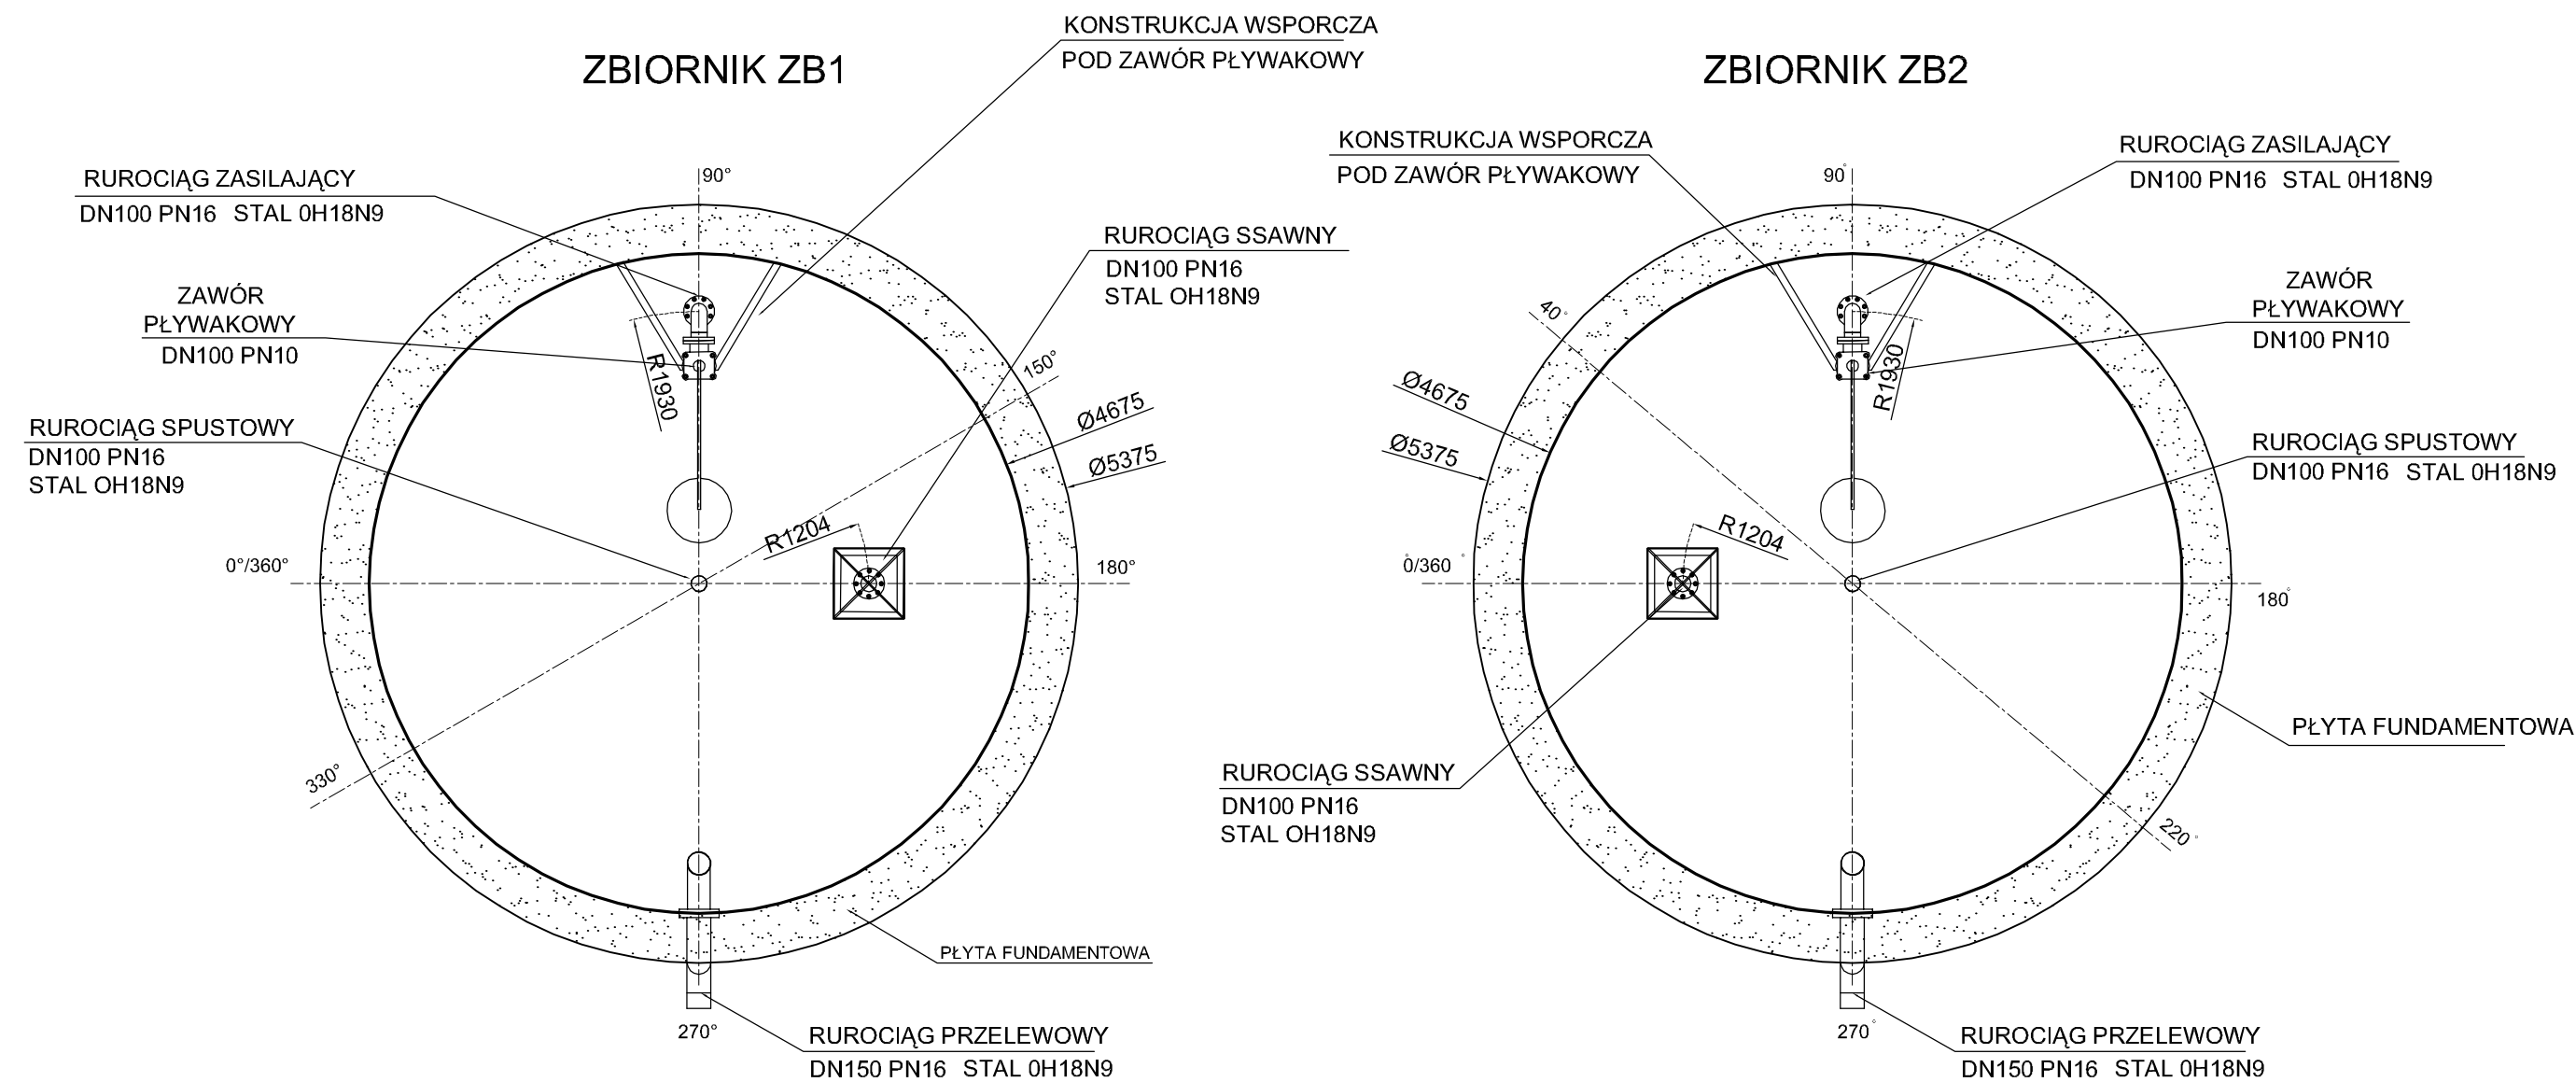 ZBIORNIK ZB1
KONSTRUKCJA WSPORCZA
POD ZAWÓR PŁYWAKOWY
RUROCIĄG ZASILAJĄCY
DN100 PN16 STAL 0H18N9
90°
RUROCIĄG SSAWNY
DN100 PN16
STAL OH18N9
ZAWÓR
PŁYWAKOWY
DN100 PN10
R1930
150°
Ø4675
Ø5375
RUROCIĄG SPUSTOWY
DN100 PN16
STAL OH18N9
R1204
0°/360°
180°
330°
PŁYTA FUNDAMENTOWA
270°
RUROCIĄG PRZELEWOWY
DN150 PN16 STAL 0H18N9
ZBIORNIK ZB2
KONSTRUKCJA WSPORCZA
POD ZAWÓR PŁYWAKOWY
90°
RUROCIĄG ZASILAJĄCY
DN100 PN16 STAL 0H18N9
40°
ZAWÓR
PŁYWAKOWY
DN100 PN10
R1930
Ø4675
Ø5375
RUROCIĄG SPUSTOWY
DN100 PN16 STAL 0H18N9
R1204
0°/360°
180°
PŁYTA FUNDAMENTOWA
RUROCIĄG SSAWNY
DN100 PN16
STAL OH18N9
220°
270°
RUROCIĄG PRZELEWOWY
DN150 PN16 STAL 0H18N9